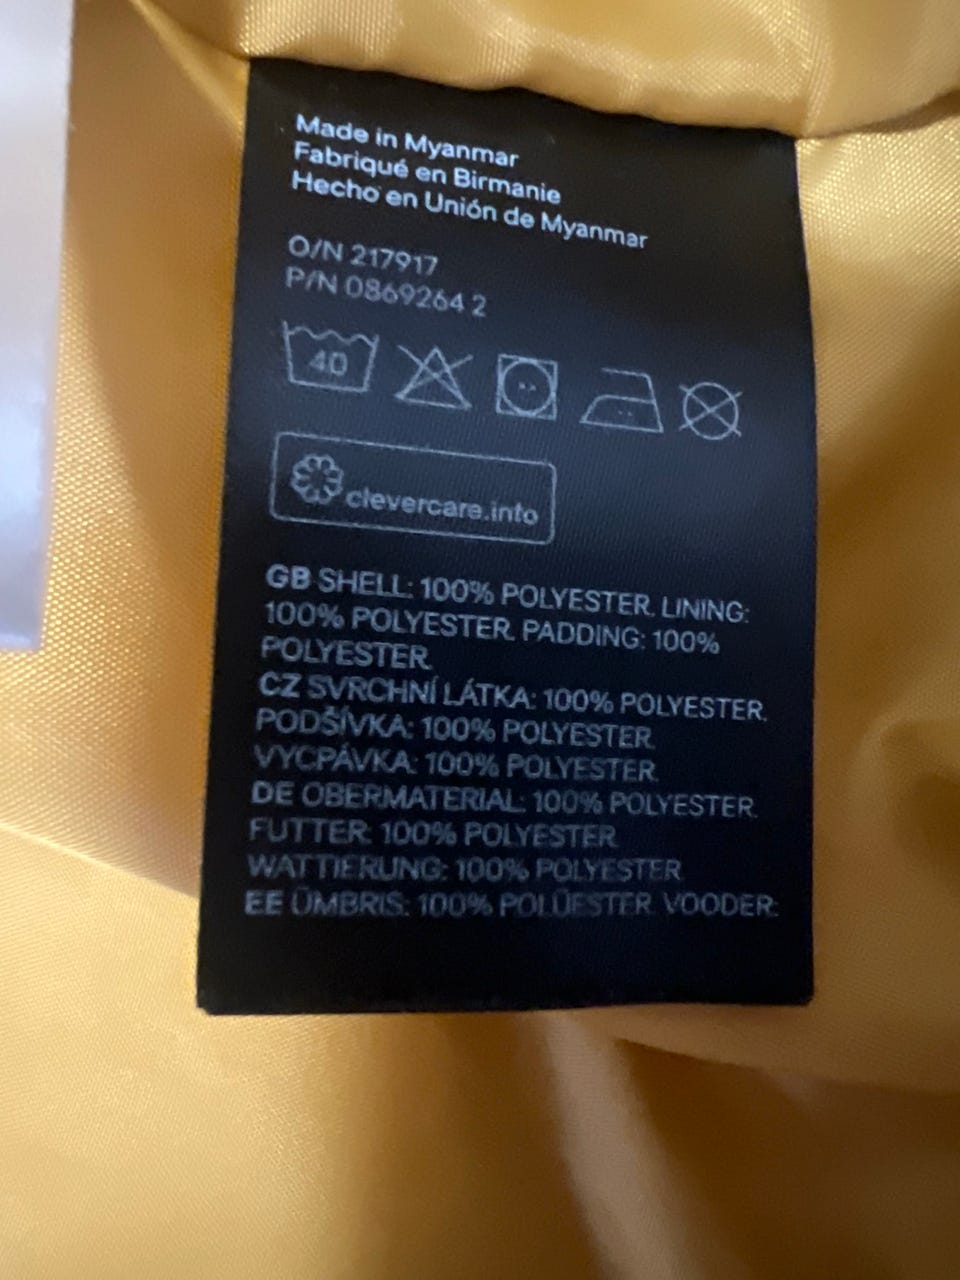 Made in Myanmar
Fabriqué en Birmanie
Hecho en Unión de Myanmar
O/N 217917
P/N 0869264 2
40
clevercare.info
GB SHELL: 100% POLYESTER. LINING:
100% POLYESTER. PADDING: 100%
POLYESTER.
CZ SVRCHNÍ LÁTKA: 100% POLYESTER.
PODŠÍVKA: 100% POLYESTER.
VYCPÁVKA: 100% POLYESTER.
DE OBERMATERIAL: 100% POLYESTER.
FUTTER: 100% POLYESTER.
WATTIERUNG: 100% POLYESTER.
EE ÜMBRIS: 100% POLÜESTER. VOODER: